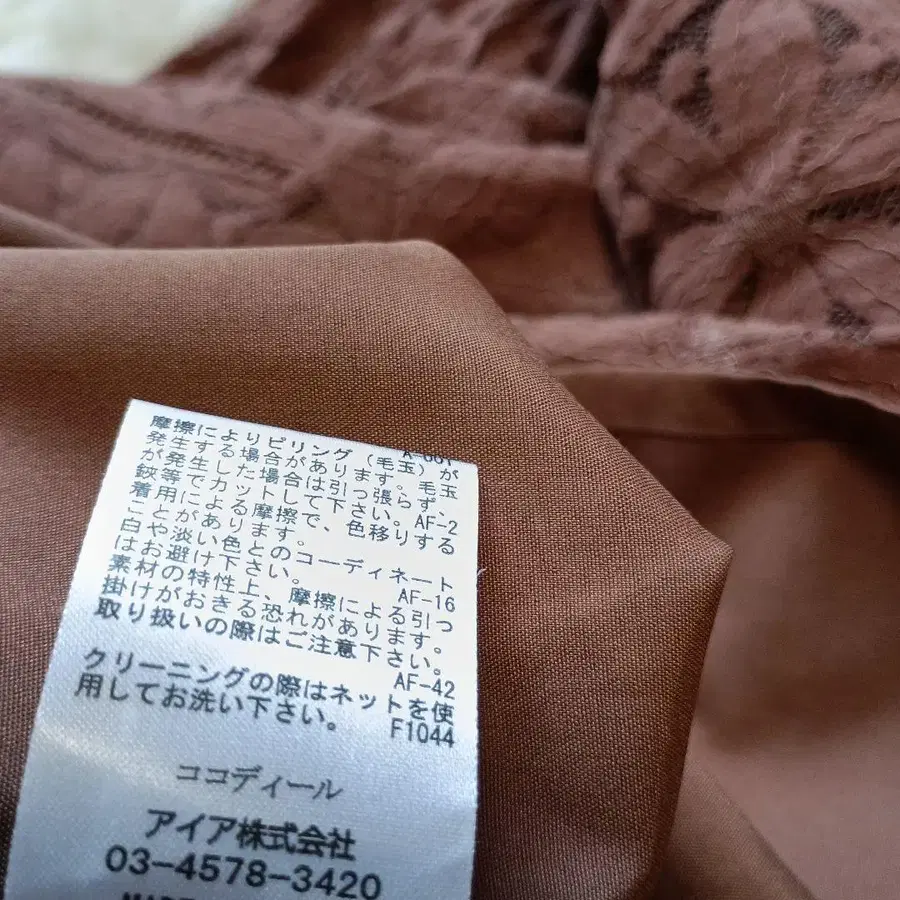 A-001
摩擦によりピリング(毛玉)が
発生する場合があります。毛玉
が発生した場合は引っ張らず、
鋏等でカットして下さい。AF-2
着用による摩擦で、色移りする
ことがあります。
白や淡い色とのコーディネート
はお避け下さい。 AF-16
素材の特性上、摩擦による引っ
掛けがおきる恐れがあります。
取り扱いの際はご注意下さい。
AF-42
クリーニングの際はネットを使
用してお洗い下さい。 F1044
ココディール
アイア株式会社
03-4578-3420